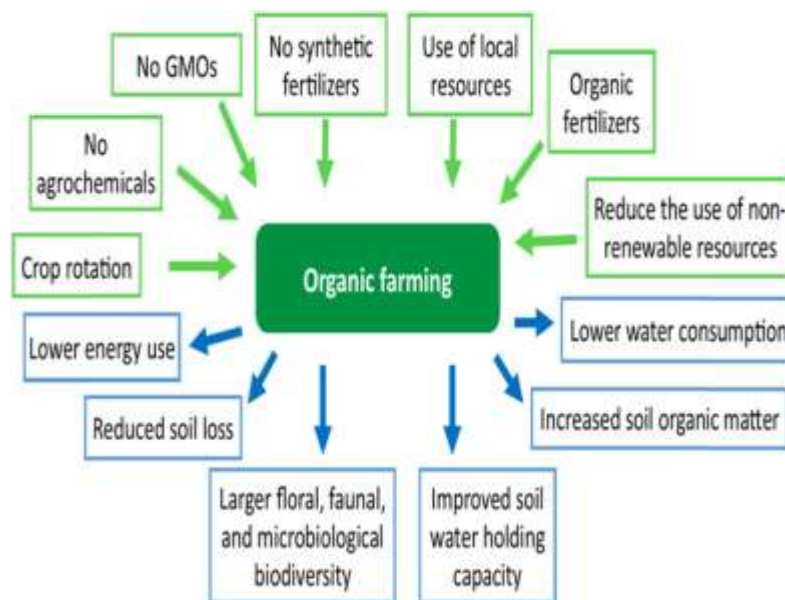 No GMOs
No synthetic
fertilizers
Use of local
resources
Organic
fertilizers
No
agrochemicals
Reduce the use of non-
renewable resources
Crop rotation
Organic farming
Lower energy use
Lower water consumption
Reduced soil loss
Increased soil organic matter
Larger floral, faunal,
and microbiological
biodiversity
Improved soil
water holding
capacity